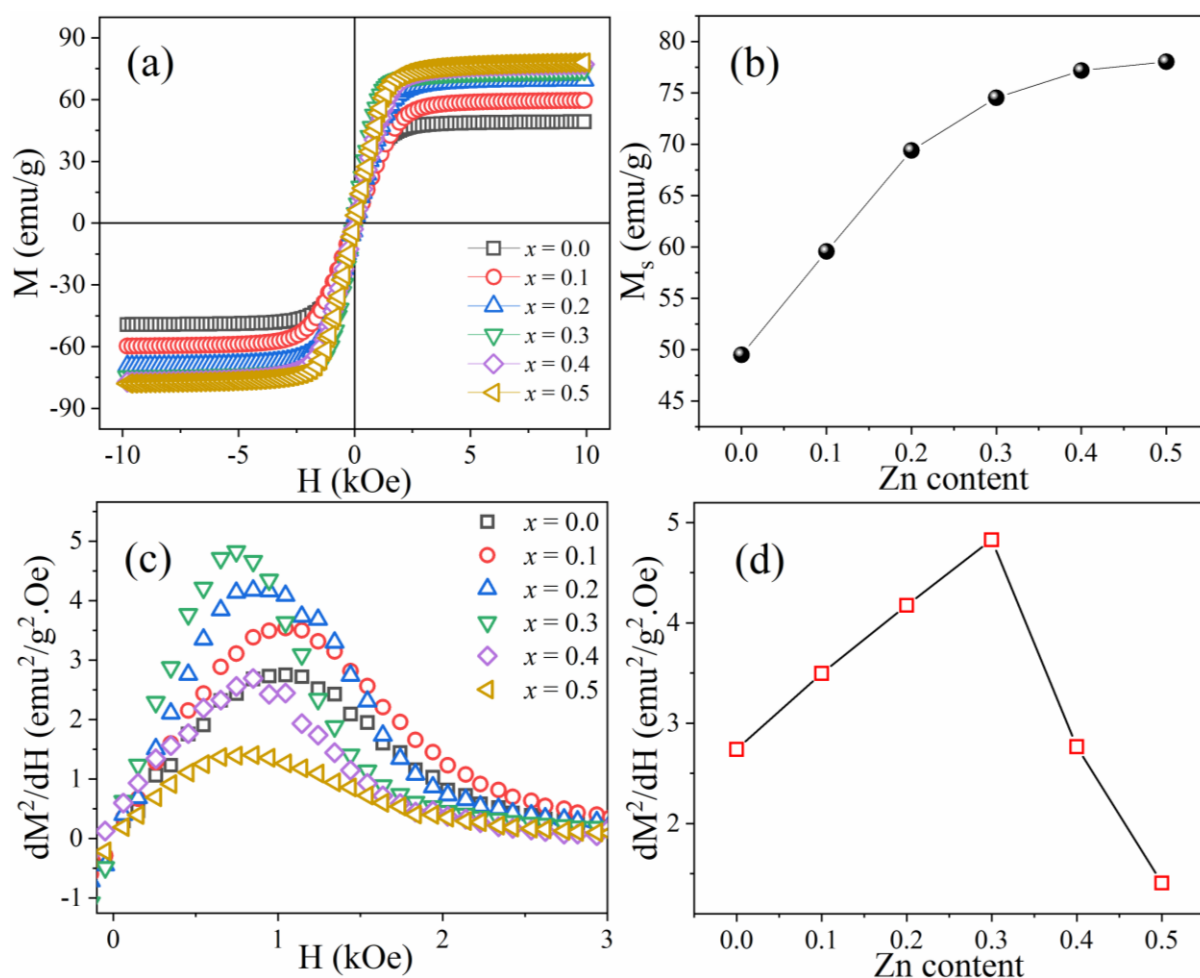 (a)
M (emu/g)
90
60
30
0
-30
-60
-90
x = 0.0
x = 0.1
x = 0.2
x = 0.3
x = 0.4
x = 0.5
-10 -5 0 5 10
H (kOe)
(b)
Mₛ (emu/g)
80
75
70
65
60
55
50
45
0.0 0.1 0.2 0.3 0.4 0.5
Zn content
(c)
dM²/dH (emu²/g².Oe)
5
4
3
2
1
0
-1
x = 0.0
x = 0.1
x = 0.2
x = 0.3
x = 0.4
x = 0.5
0 1 2 3
H (kOe)
(d)
dM²/dH (emu²/g².Oe)
5
4
3
2
0.0 0.1 0.2 0.3 0.4 0.5
Zn content